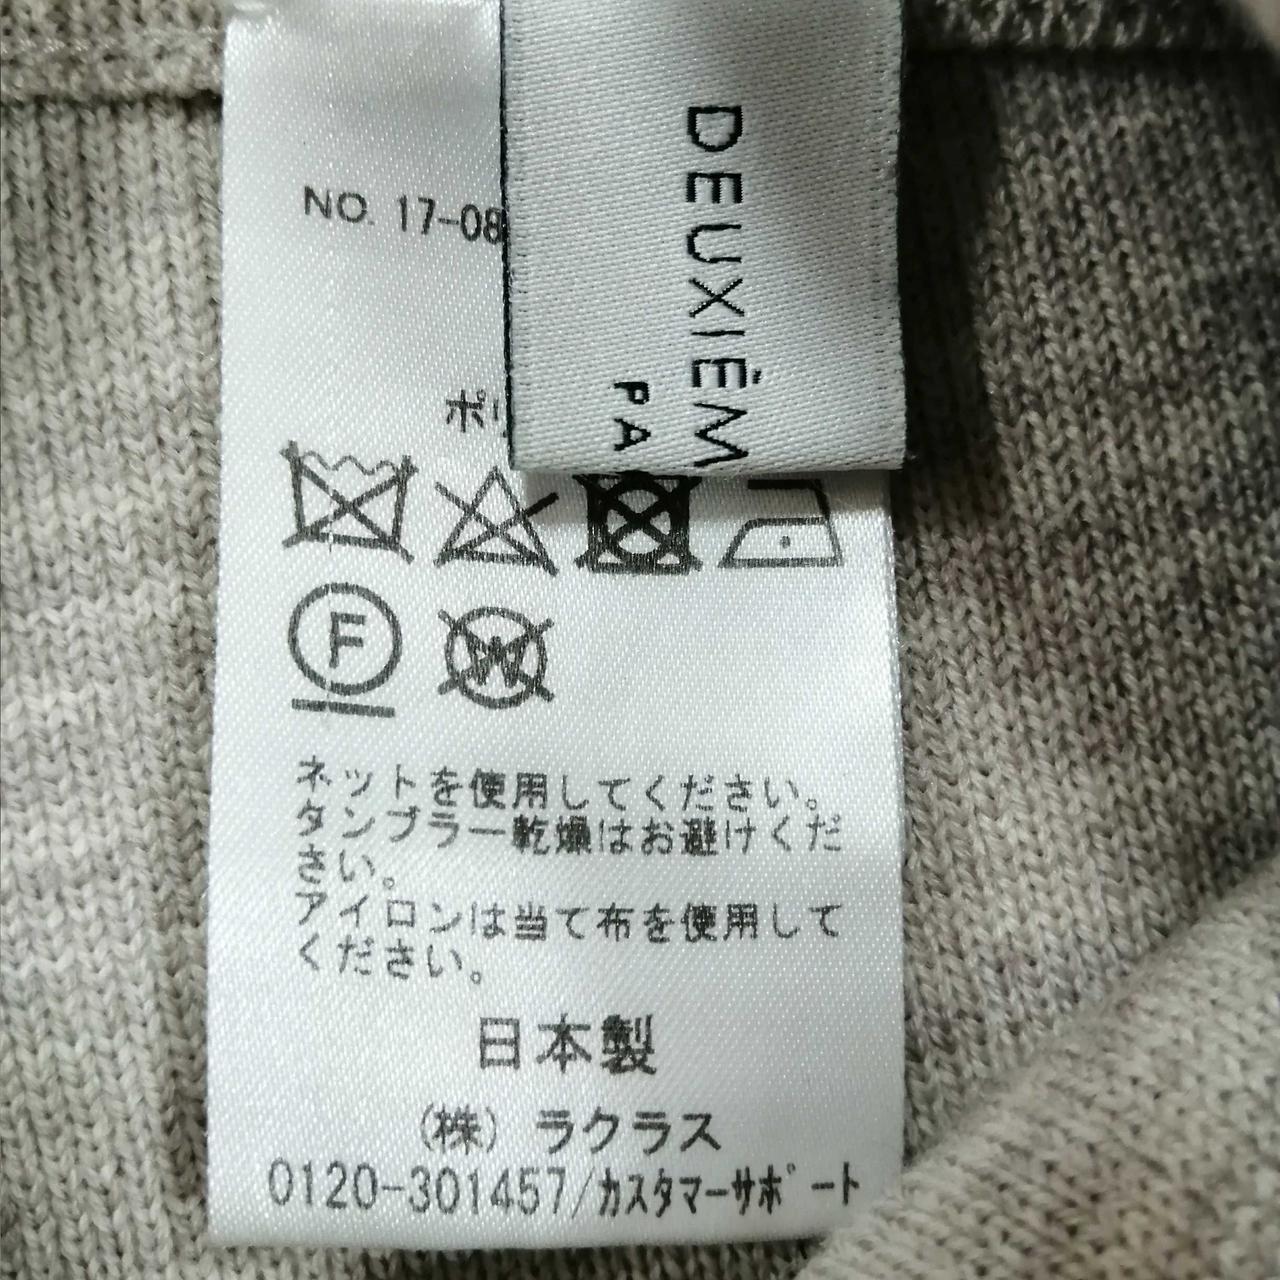 DEUXIÈM
PA
NO. 17-08
ポリ
F
W
ネットを使用してください。
タンブラー乾燥はお避けくだ
さい。
アイロンは当て布を使用して
ください。
日本製
(株) ラクラス
0120-301457/カスタマーサポート